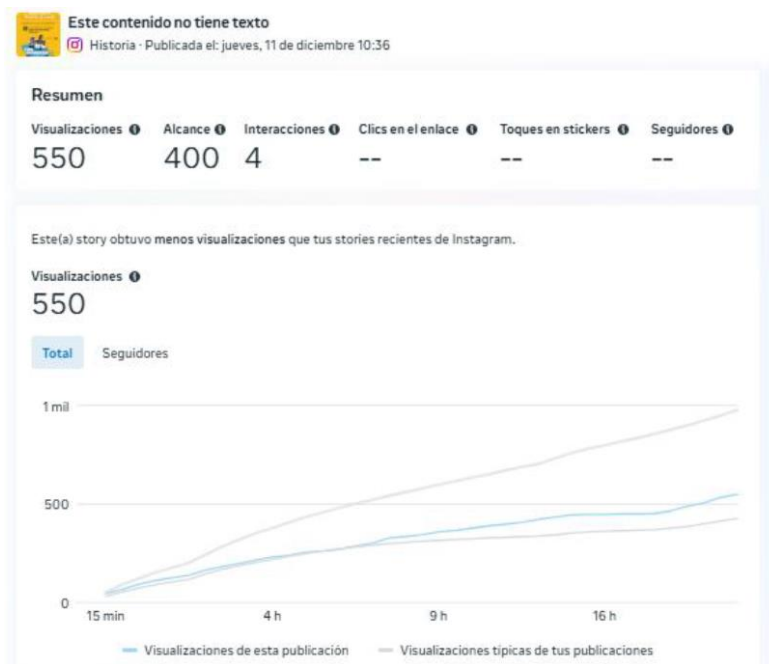 Este contenido no tiene texto
Historia · Publicada el: jueves, 11 de diciembre 10:36
Resumen
Visualizaciones Alcance Interacciones Clics en el enlace Toques en stickers Seguidores
550 400 4 -- -- --
Este(a) story obtuvo menos visualizaciones que tus stories recientes de Instagram.
Visualizaciones
550
Total Seguidores
1 mil
500
0
15 min 4 h 9 h 16 h
Visualizaciones de esta publicación Visualizaciones típicas de tus publicaciones